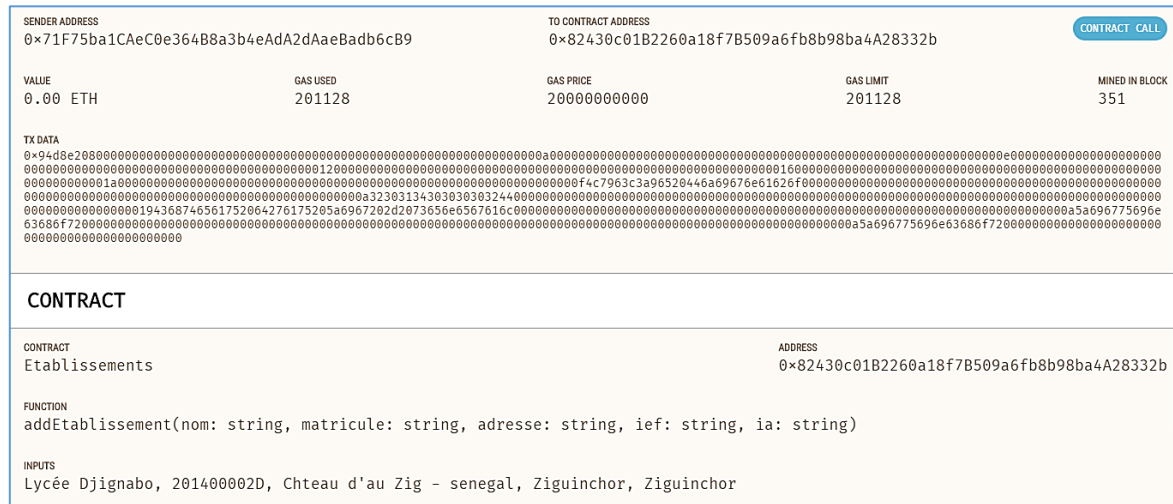 SENDER ADDRESS
0×71F75ba1CAeC0e364B8a3b4eAdA2dAaeBadb6cB9
TO CONTRACT ADDRESS
0×82430c01B2260a18f7B509a6fb8b98ba4A28332b
CONTRACT CALL
VALUE
0.00 ETH
GAS USED
201128
GAS PRICE
20000000000
GAS LIMIT
201128
MINED IN BLOCK
351
TX DATA
CONTRACT
CONTRACT
Etablissements
ADDRESS
0×82430c01B2260a18f7B509a6fb8b98ba4A28332b
FUNCTION
addEtablissement(nom: string, matricule: string, adresse: string, ief: string, ia: string)
INPUTS
Lycée Djignabo, 201400002D, Chteau d'au Zig - senegal, Ziguinchor, Ziguinchor